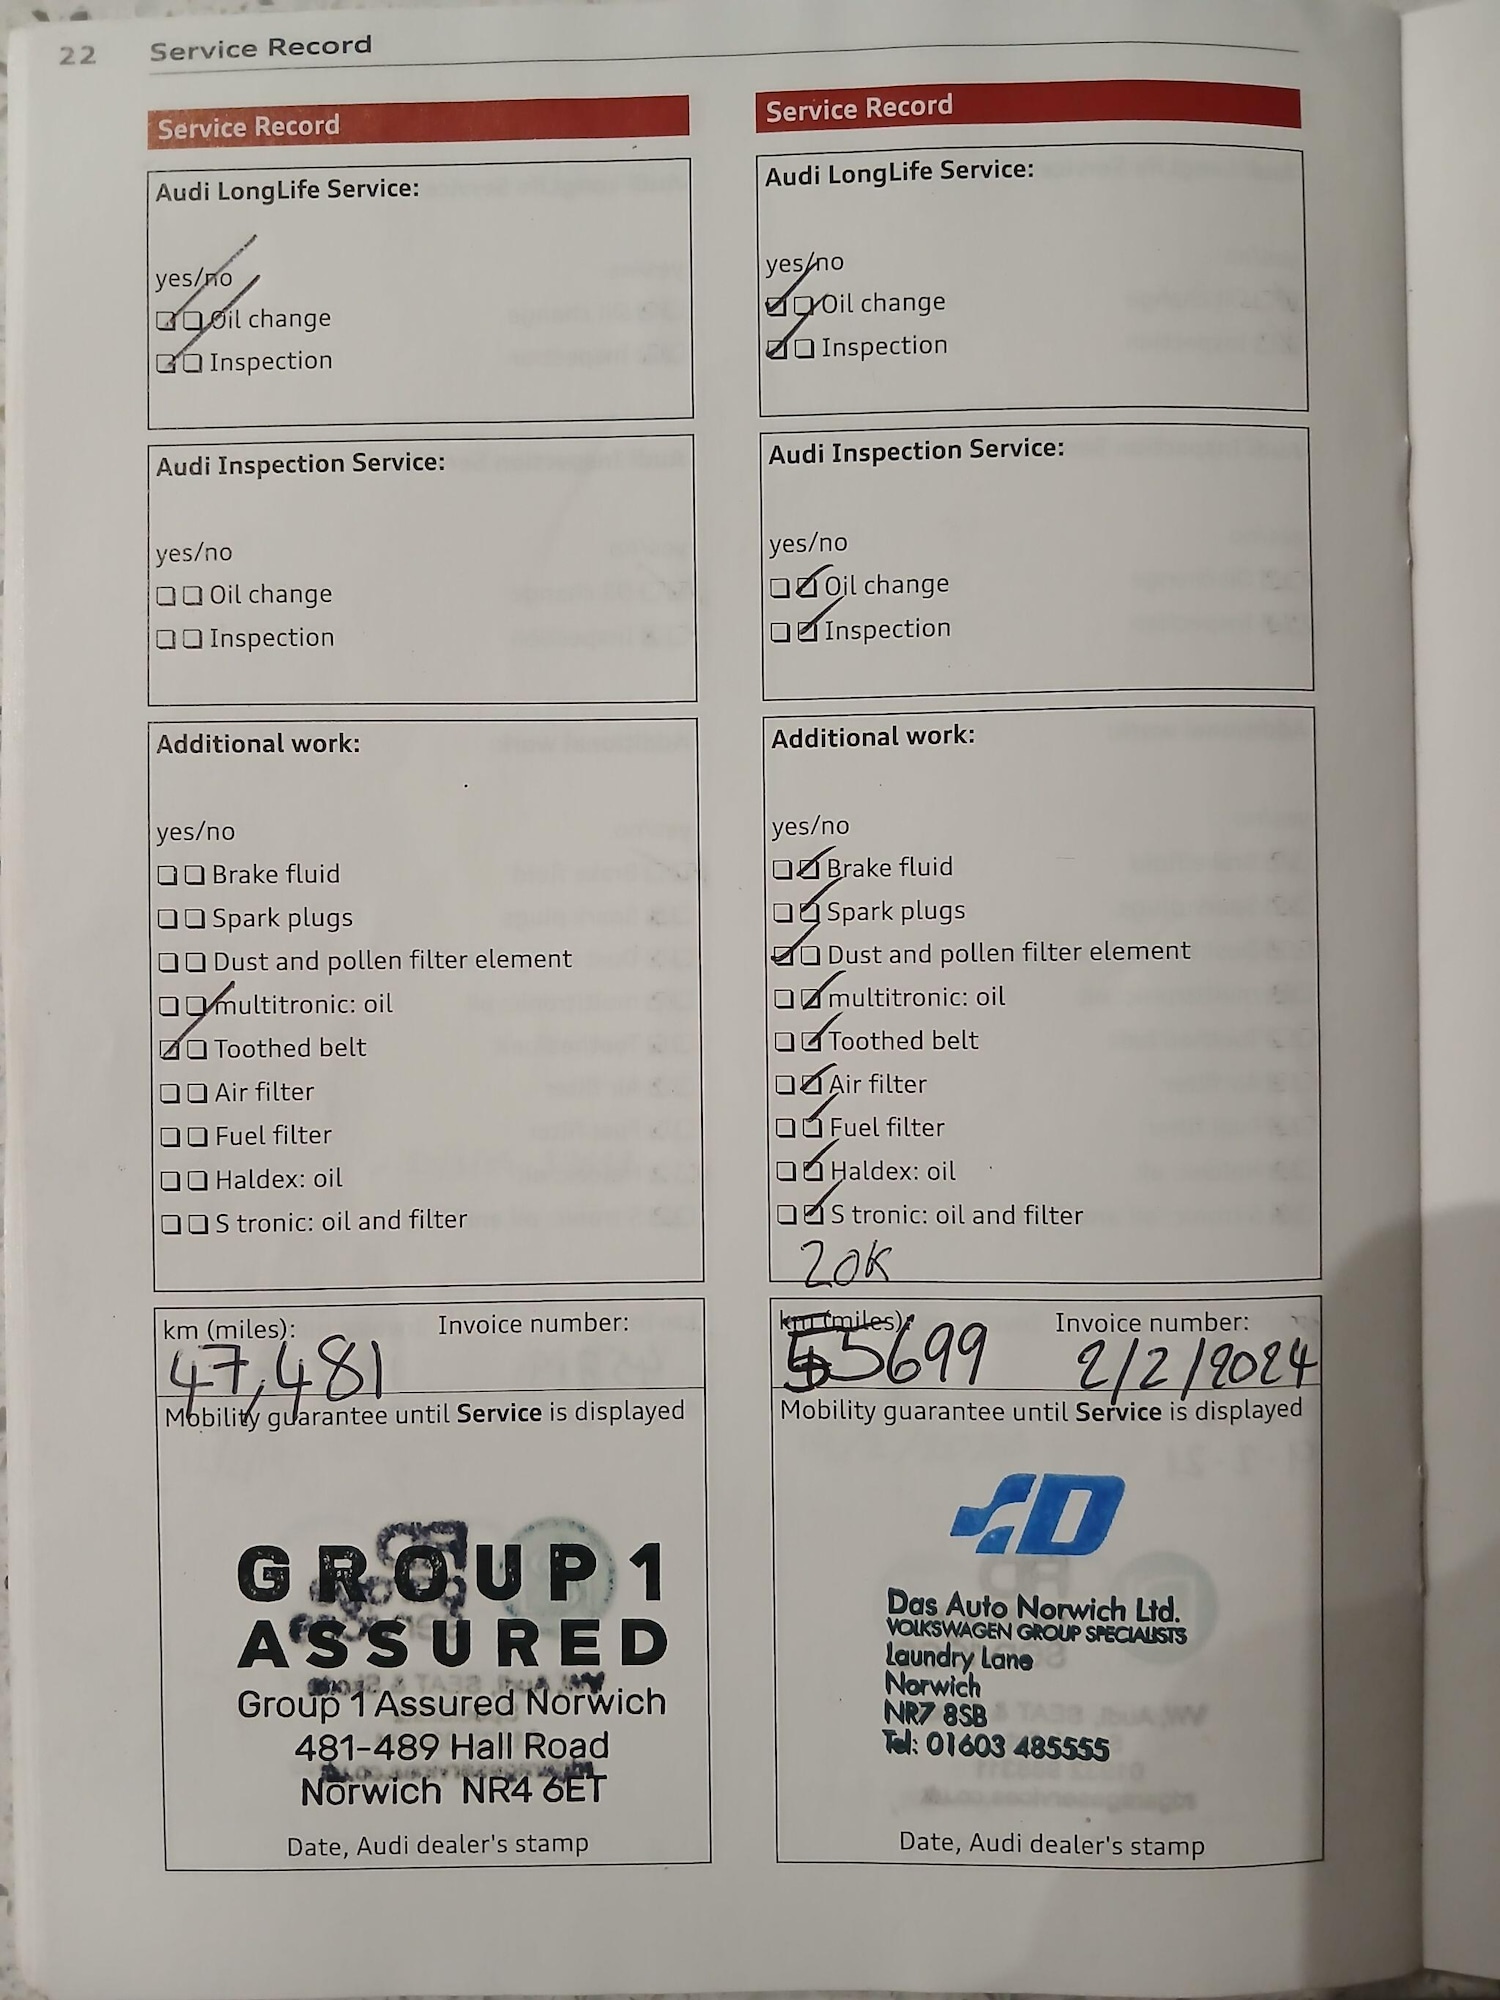 22 Service Record
Service Record
Audi LongLife Service:
yes/no
Oil change
Inspection
Audi Inspection Service:
yes/no
Oil change
Inspection
Additional work:
yes/no
Brake fluid
Spark plugs
Dust and pollen filter element
multitronic: oil
Toothed belt
Air filter
Fuel filter
Haldex: oil
S tronic: oil and filter
km (miles): Invoice number:
47,481
Mobility guarantee until Service is displayed
GROUP 1
ASSURED
Group 1 Assured Norwich
481-489 Hall Road
Norwich NR4 6ET
Date, Audi dealer's stamp
Service Record
Audi LongLife Service:
yes/no
Oil change
Inspection
Audi Inspection Service:
yes/no
Oil change
Inspection
Additional work:
yes/no
Brake fluid
Spark plugs
Dust and pollen filter element
multitronic: oil
Toothed belt
Air filter
Fuel filter
Haldex: oil
S tronic: oil and filter
20K
km (miles): Invoice number:
55699 2/2/2024
Mobility guarantee until Service is displayed
D
Das Auto Norwich Ltd.
VOLKSWAGEN GROUP SPECIALISTS
Laundry Lane
Norwich
NR7 8SB
Tel: 01603 485555
Date, Audi dealer's stamp